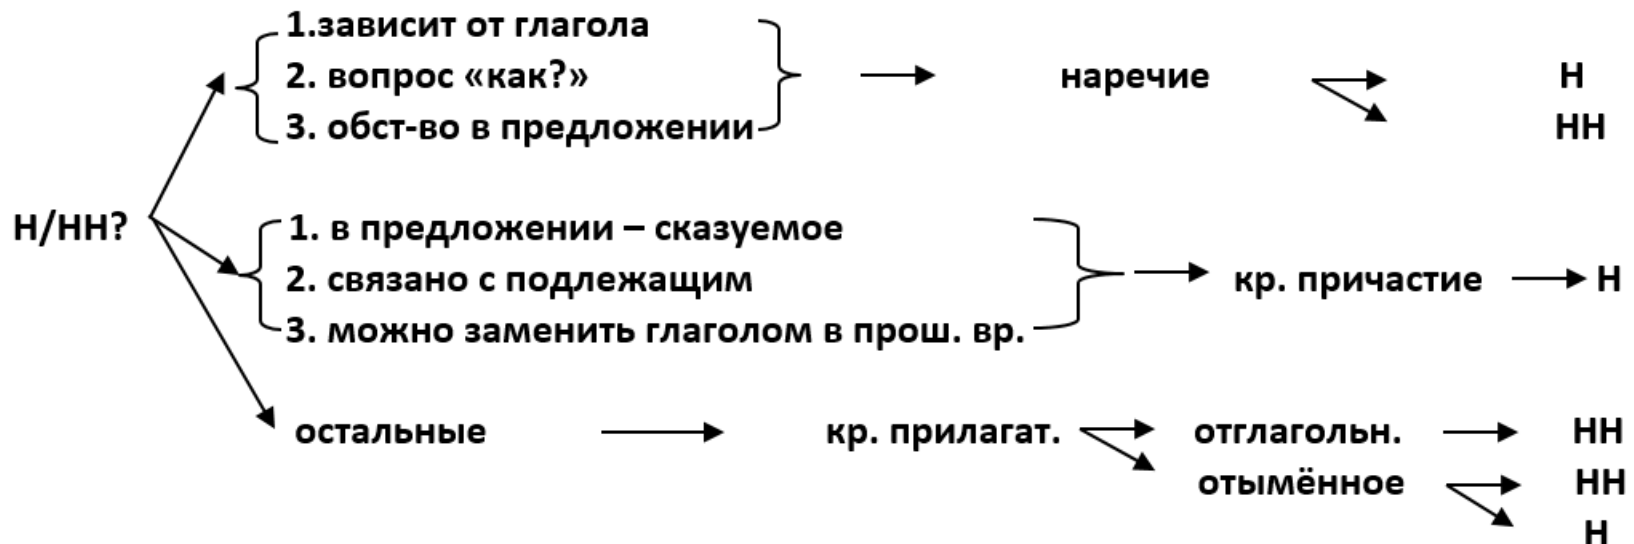 1.зависит от глагола
2. вопрос «как?» наречие Н
3. обст-во в предложении НН
Н/НН? 1. в предложении – сказуемое
2. связано с подлежащим кр. причастие Н
3. можно заменить глаголом в прош. вр.
остальные кр. прилагат. отглагольн. НН
отымённое НН
Н